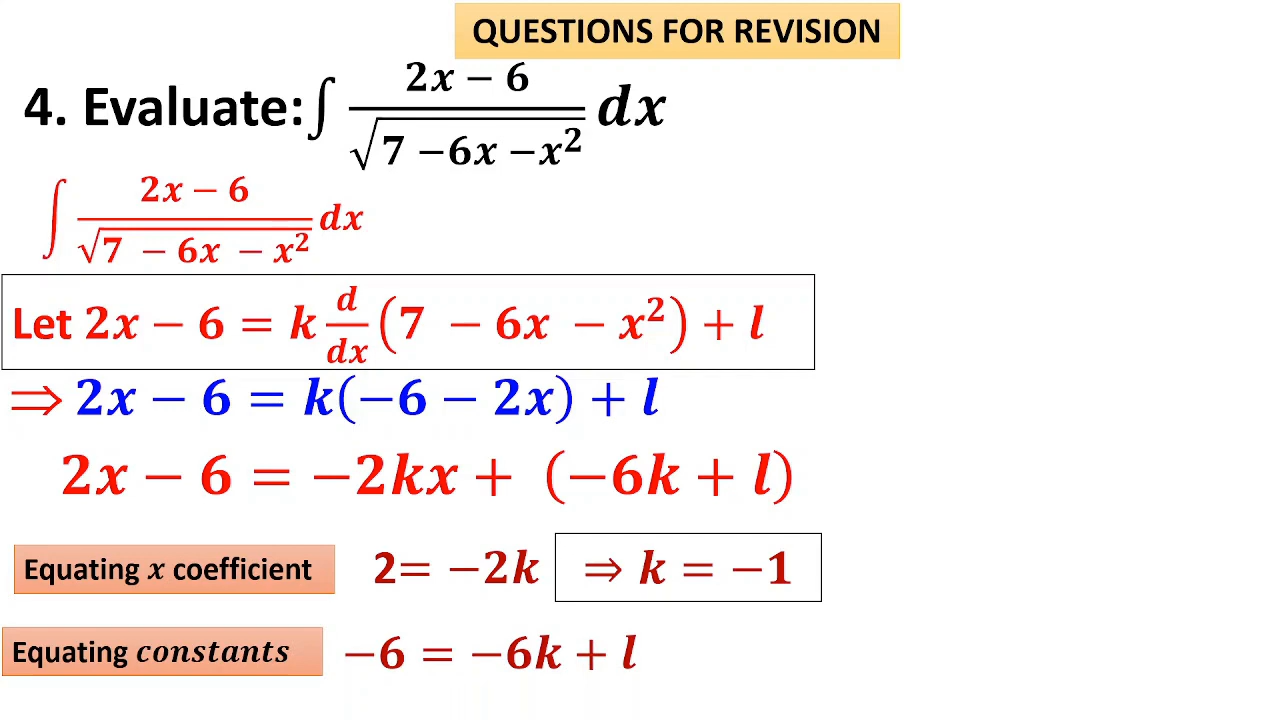 QUESTIONS FOR REVISION
4. Evaluate: ∫ (2x − 6)/√(7 − 6x − x²) dx
∫ (2x − 6)/√(7 − 6x − x²) dx
Let 2x − 6 = k d/dx (7 − 6x − x²) + l
⇒ 2x − 6 = k(−6 − 2x) + l
2x − 6 = −2kx + (−6k + l)
Equating x coefficient 2= −2k ⇒ k = −1
Equating constants −6 = −6k + l